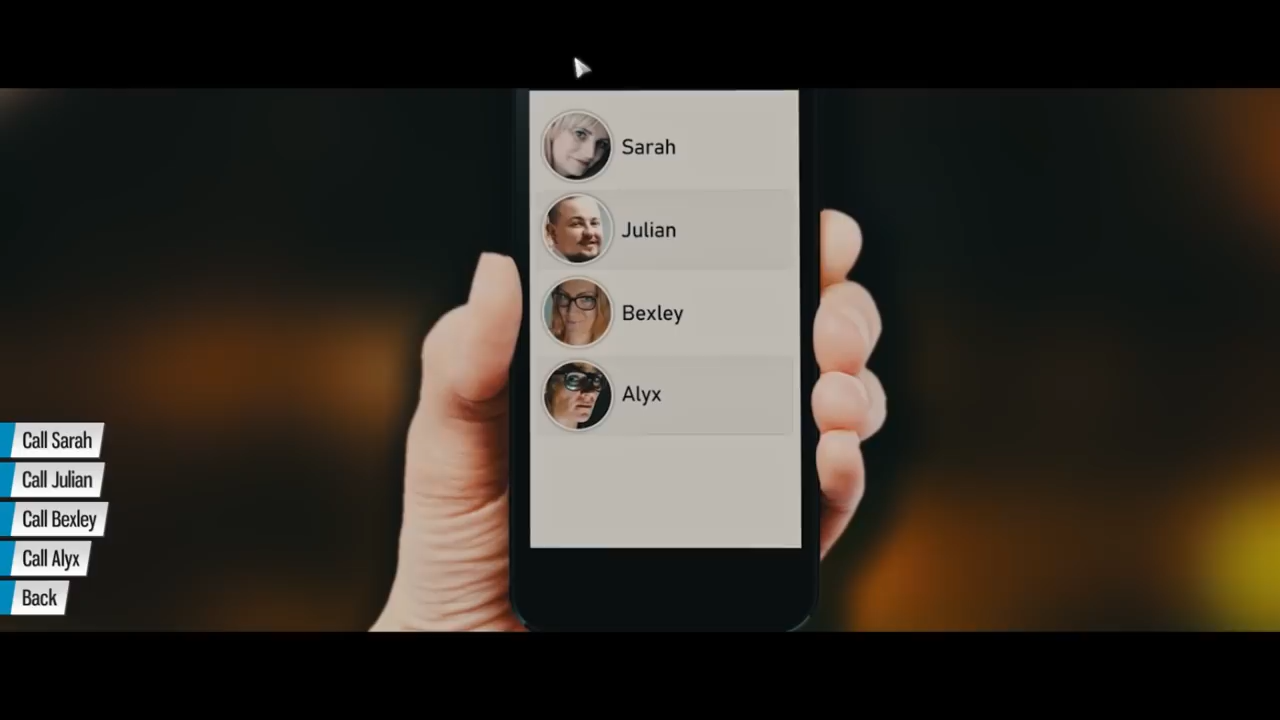 Sarah
Julian
Bexley
Alyx
Call Sarah
Call Julian
Call Bexley
Call Alyx
Back